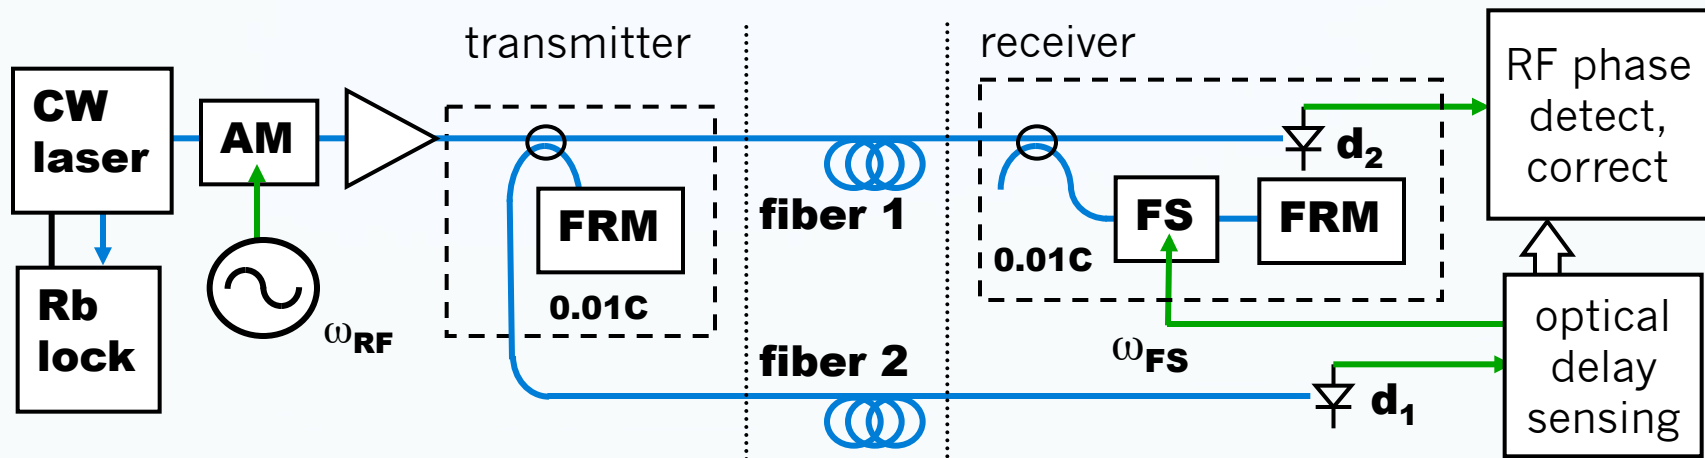 transmitter
receiver
CW
laser
AM
FRM
0.01C
Rb
lock
ωRF
fiber 1
fiber 2
0.01C
FS
FRM
d2
ωFS
d1
RF phase
detect,
correct
optical
delay
sensing